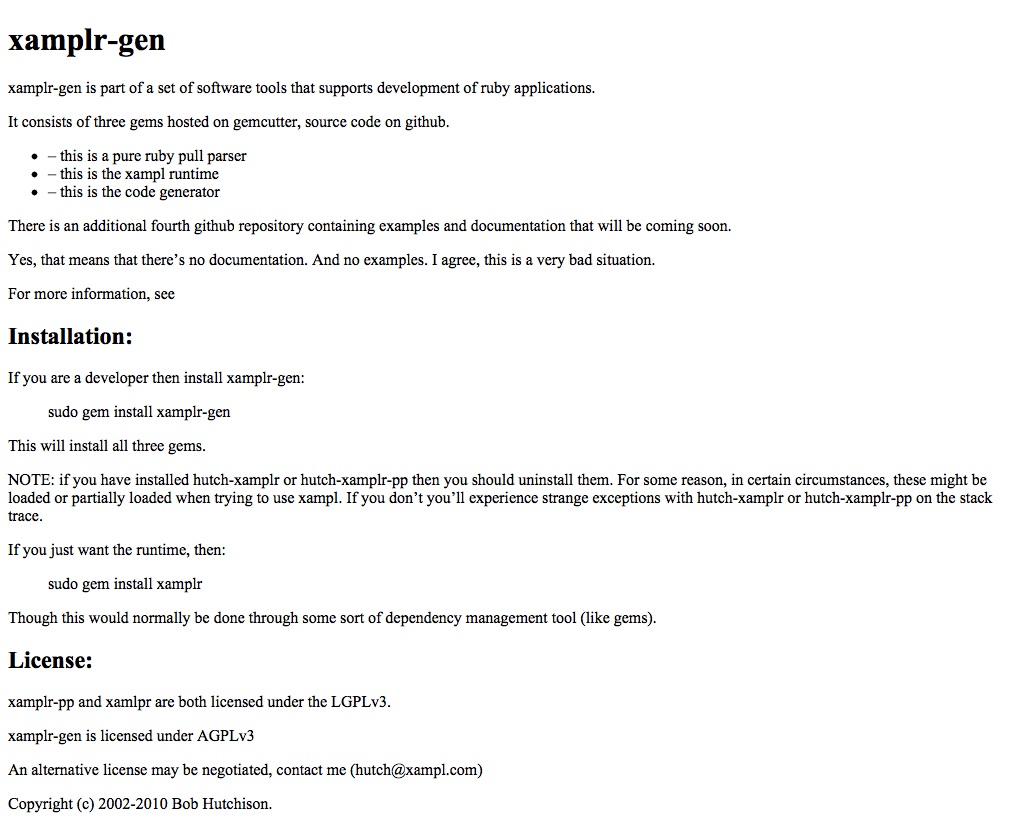 xamplr-gen
xamplr-gen is part of a set of software tools that supports development of ruby applications.
It consists of three gems hosted on gemcutter, source code on github.
• – this is a pure ruby pull parser
• – this is the xampl runtime
• – this is the code generator
There is an additional fourth github repository containing examples and documentation that will be coming soon.
Yes, that means that there’s no documentation. And no examples. I agree, this is a very bad situation.
For more information, see
Installation:
If you are a developer then install xamplr-gen:
sudo gem install xamplr-gen
This will install all three gems.
NOTE: if you have installed hutch-xamplr or hutch-xamplr-pp then you should uninstall them. For some reason, in certain circumstances, these might be
loaded or partially loaded when trying to use xampl. If you don’t you’ll experience strange exceptions with hutch-xamplr or hutch-xamplr-pp on the stack
trace.
If you just want the runtime, then:
sudo gem install xamplr
Though this would normally be done through some sort of dependency management tool (like gems).
License:
xamplr-pp and xamlpr are both licensed under the LGPLv3.
xamplr-gen is licensed under AGPLv3
An alternative license may be negotiated, contact me (hutch@xampl.com)
Copyright (c) 2002-2010 Bob Hutchison.